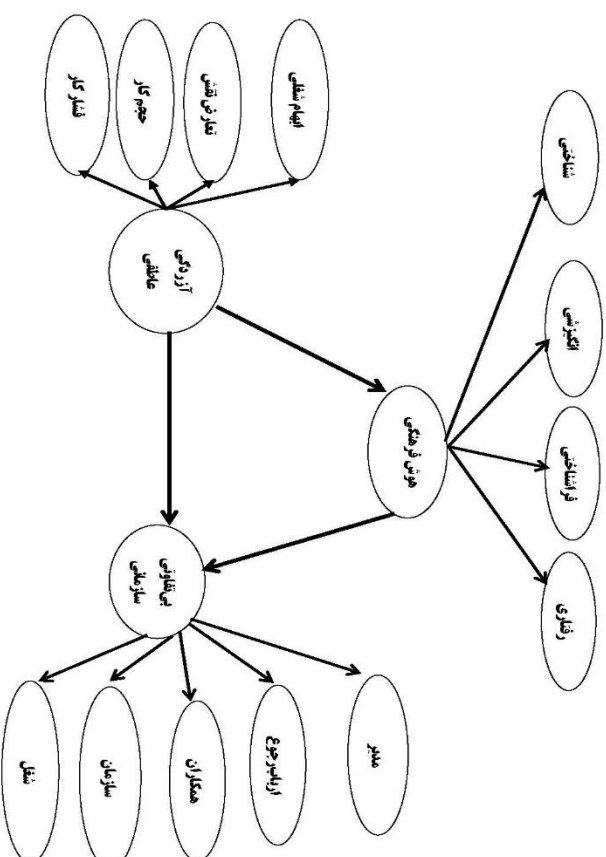 رفتاری
فراشناختی
انگیزشی
شناختی
هوش فرهنگی
مدیر
ارباب‌رجوع
همکاران
سازمان
شغل
بی‌تفاوتی
سازمانی
آزردگی
عاطفی
ابهام شغلی
تعارض نقش
حجم کار
فشار کار